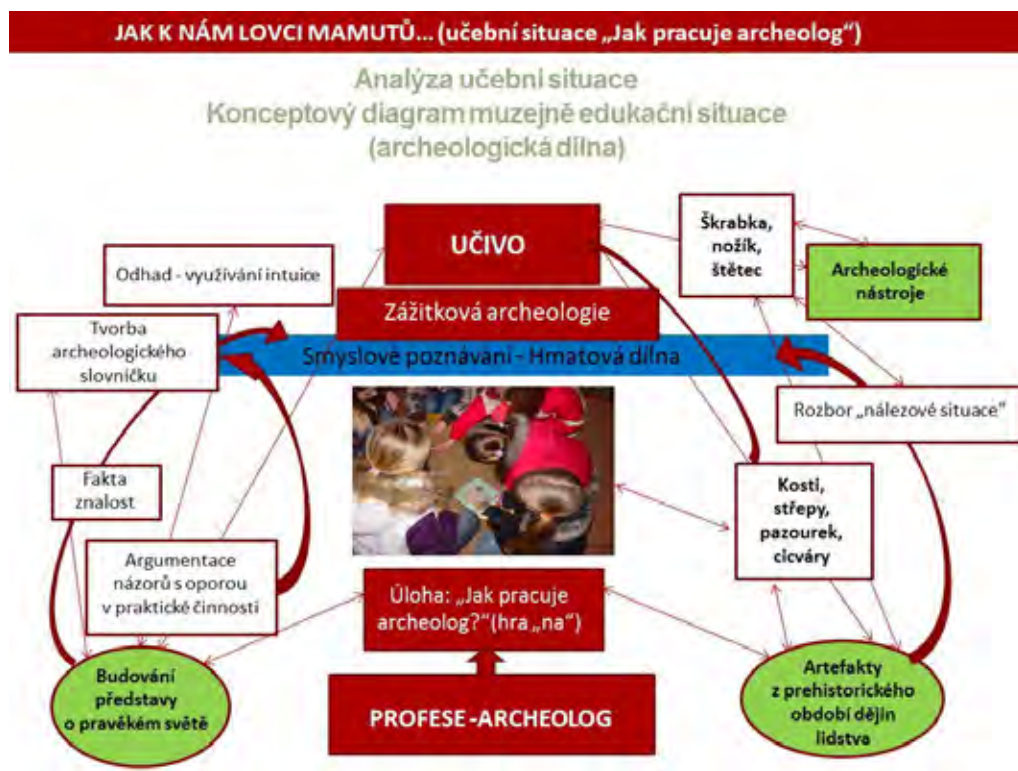 JAK K NÁM LOVCI MAMUTŮ... (učební situace „Jak pracuje archeolog“)
Analýza učební situace
Konceptový diagram muzejně edukační situace
(archeologická dílna)
UČIVO
Škrabka,
nožík,
štětec
Archeologické
nástroje
Odhad - využívání intuice
Zážitková archeologie
Tvorba
archeologického
slovníčku
Smyslové poznávání - Hmatová dílna
Rozbor „nálezové situace“
Fakta
znalost
Kosti,
střepy,
pazourek,
cicváry
Argumentace
názorů s oporou
v praktické činnosti
Úloha: „Jak pracuje
archeolog?“(hra „na“)
Budování
představy
o pravěkém světě
Artefakty
z prehistorického
období dějin
lidstva
PROFESE -ARCHEOLOG